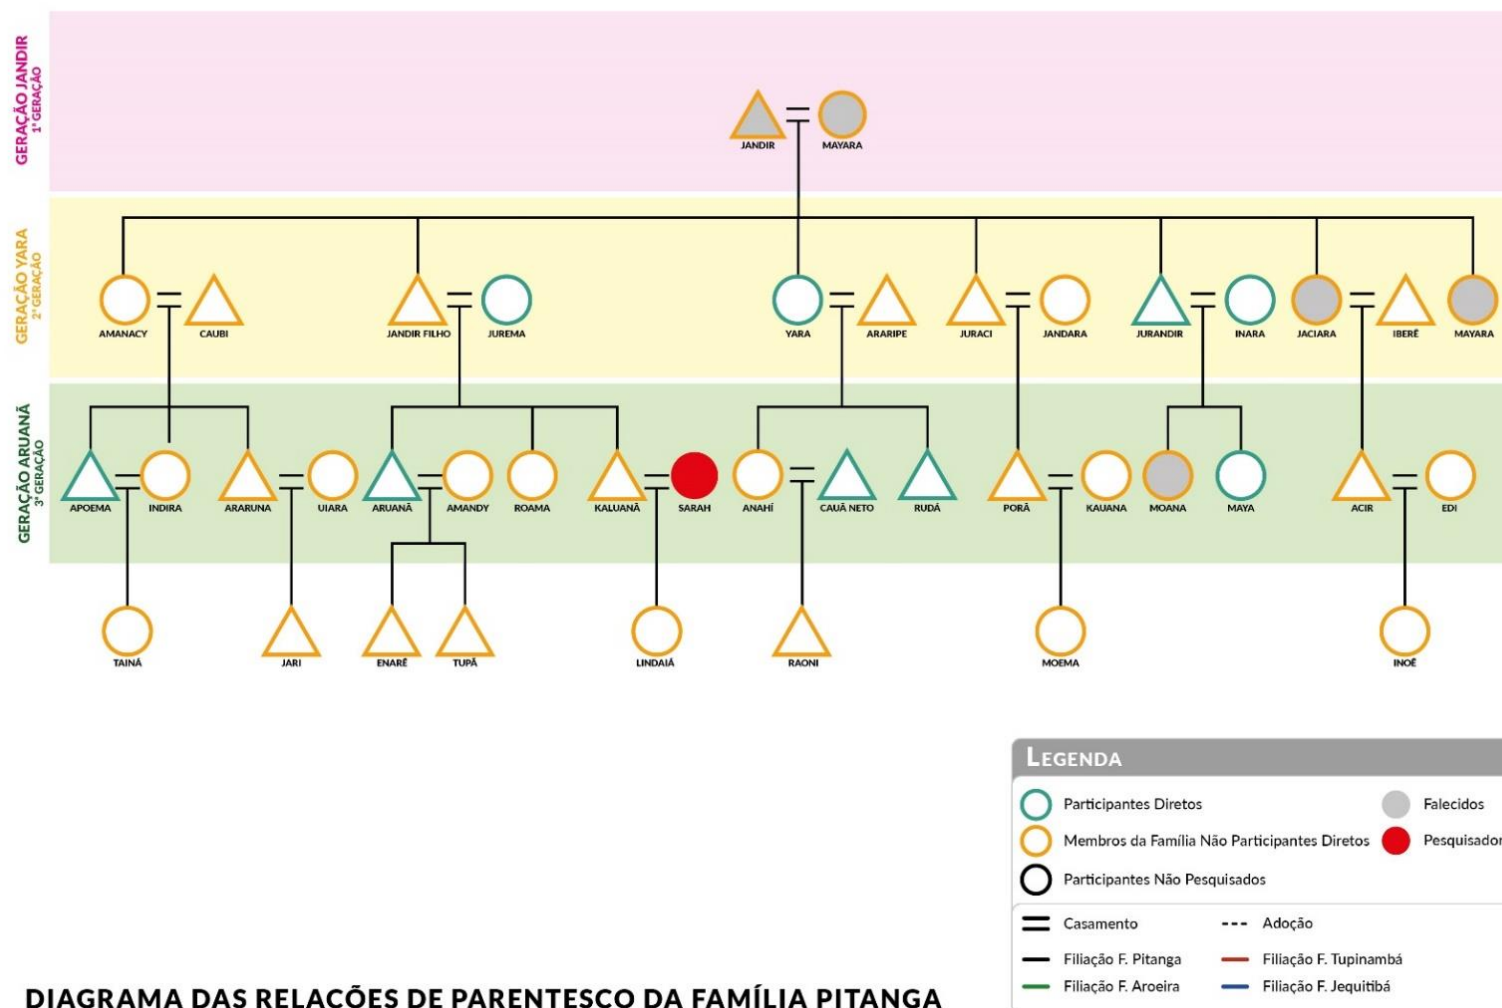 GERAÇÃO JANDIR
1ª GERAÇÃO
JANDIR MAYARA
GERAÇÃO YARA
2ª GERAÇÃO
AMANACY CAUBI JANDIR FILHO JUREMA YARA ARARIPE JURACI JANDARA JURANDIR INARA JACIARA IBERÊ MAYARA
GERAÇÃO ARUANÃ
3ª GERAÇÃO
APOEMA INDIRA ARARUNA UIARA ARUANÃ AMANDY ROAMA KALUANÃ SARAH ANAHÍ CAUÃ NETO RUDÁ PORÃ KAUANA MOANA MAYA ACIR EDI
TAINÁ JARI ENARÊ TUPÃ LINDAIÁ RAONI MOEMA INOÊ
LEGENDA
Participantes Diretos Falecidos
Membros da Família Não Participantes Diretos Pesquisador
Participantes Não Pesquisados
Casamento Adoção
Filiação F. Pitanga Filiação F. Tupinambá
Filiação F. Aroeira Filiação F. Jequitibá
DIAGRAMA DAS RELAÇÕES DE PARENTESCO DA FAMÍLIA PITANGA